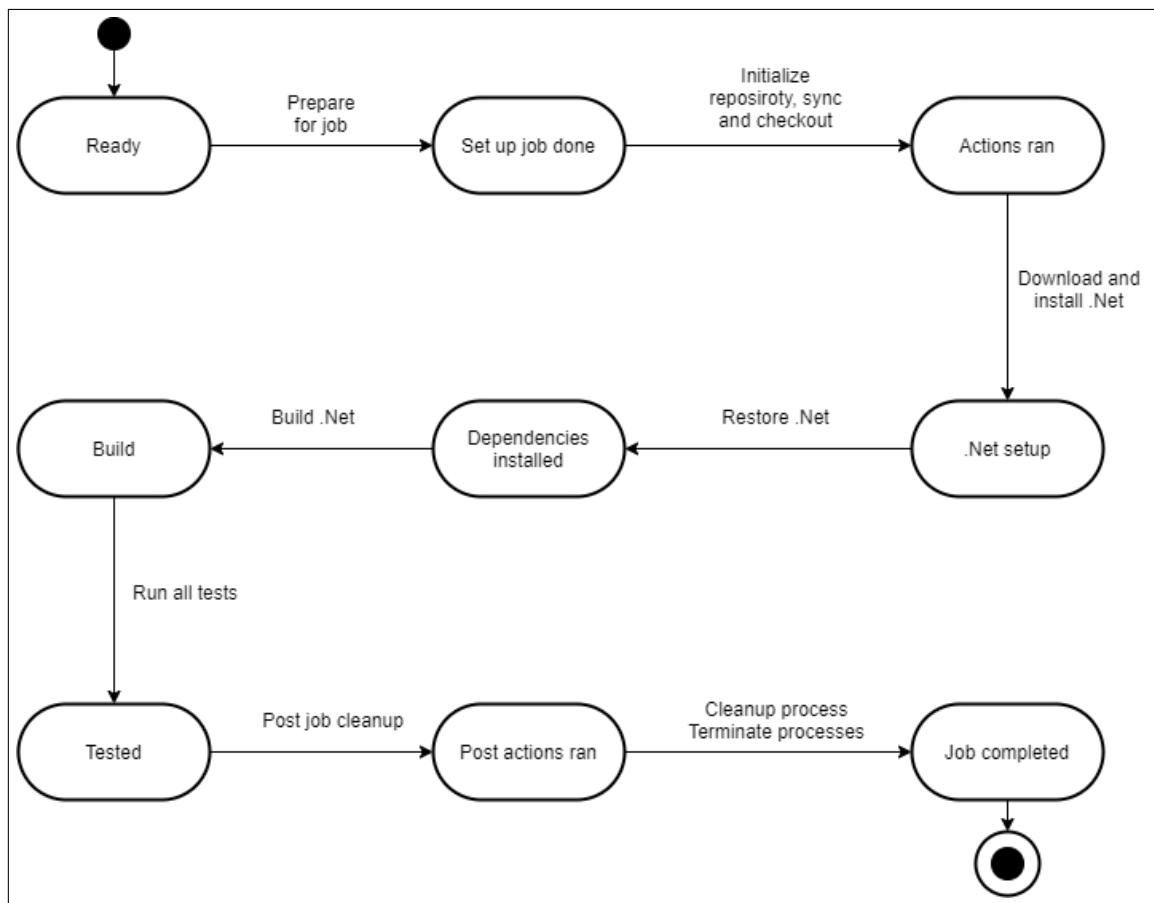 Prepare
for job
Initialize
reposiroty, sync
and checkout
Ready
Set up job done
Actions ran
Download and
install .Net
Build .Net
Restore .Net
Build
Dependencies
installed
.Net setup
Run all tests
Post job cleanup
Cleanup process
Terminate processes
Tested
Post actions ran
Job completed